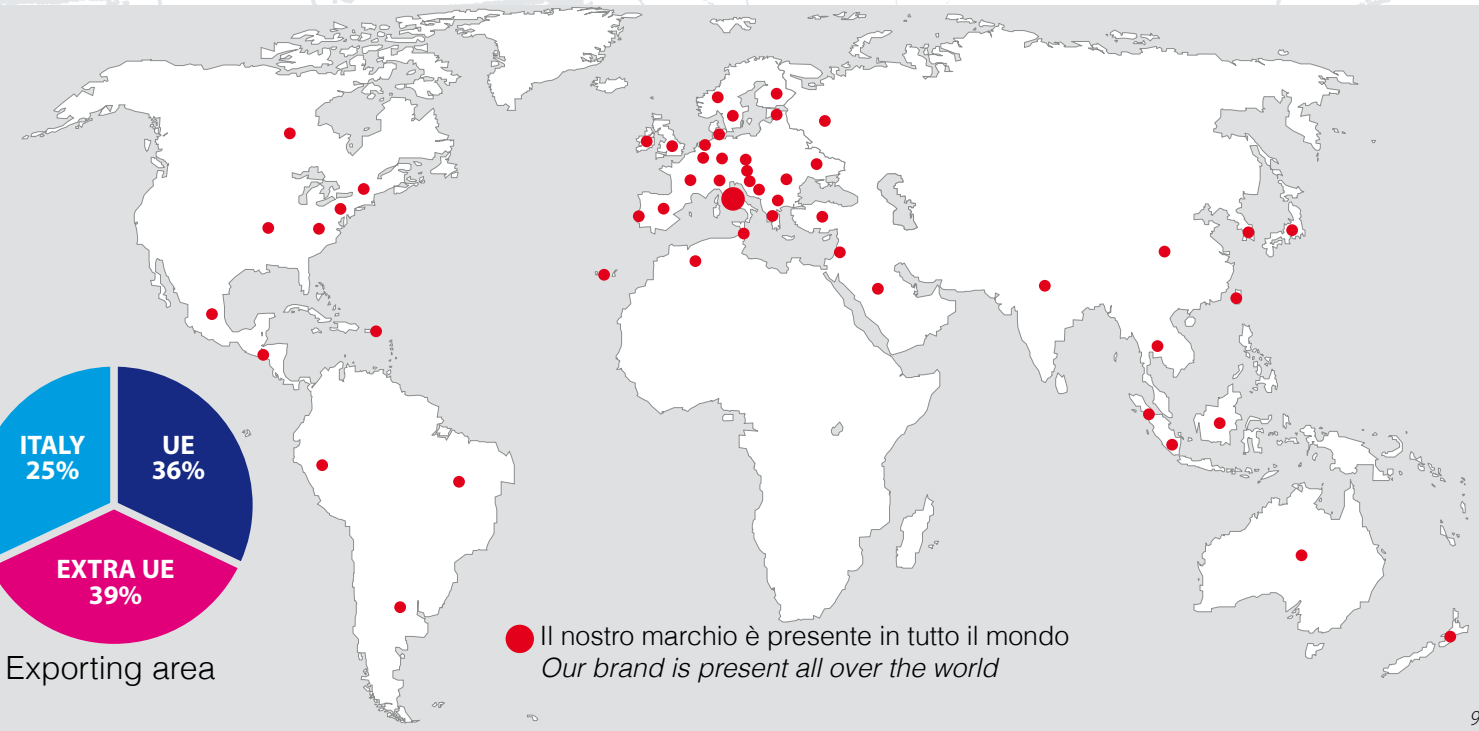 ITALY
25%
UE
36%
EXTRA UE
39%
Exporting area
Il nostro marchio è presente in tutto il mondo
Our brand is present all over the world
9